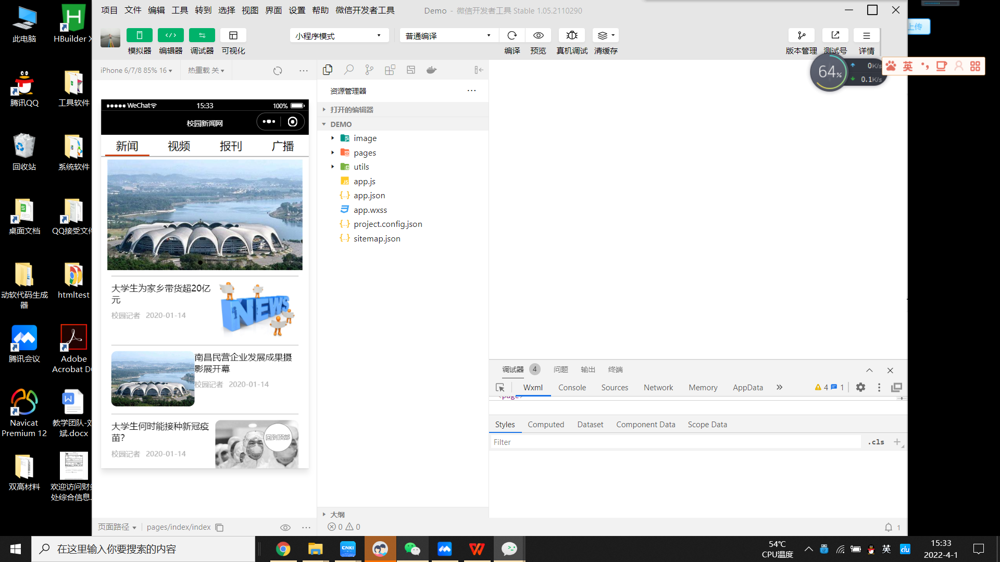 项目 文件 编辑 工具 转到 选择 视图 界面 设置 帮助 微信开发者工具
Demo - 微信开发者工具 Stable 1.05.2110290
模拟器 编辑器 调试器 可视化
小程序模式
普通编译
编译 预览 真机调试 清缓存
版本管理 测试号 详情
上传
64%
0K/s
0.1K/s
英
iPhone 6/7/8 85% 16
热重载 关
WeChat
15:33
100%
校园新闻网
新闻 视频 报刊 广播
大学生为家乡带货超20亿
元
校园记者 2020-01-14
NEWS
南昌民营企业发展成果摄
影展开幕
校园记者 2020-01-14
大学生何时能接种新冠疫
苗?
校园记者 2020-01-14
回到顶部
页面路径
pages/index/index
资源管理器
打开的编辑器
DEMO
image
pages
utils
app.js
app.json
app.wxss
project.config.json
sitemap.json
大纲
0 0
调试器 4 问题 输出 终端
Wxml Console Sources Network Memory AppData
4 1
<page>
Styles Computed Dataset Component Data Scope Data
Filter
.cls
1
此电脑
HBuilder X
腾讯QQ
工具软件
回收站
系统软件
桌面文档
QQ接受文件
动软代码生成
器
htmltest
腾讯会议
Adobe
Acrobat D
Navicat
Premium 12
教学团队-刘
斌.docx
双高材料
欢迎访问财务
处综合信息.
在这里输入你要搜索的内容
CNKI
54℃
CPU温度
英
du
15:33
2022-4-1